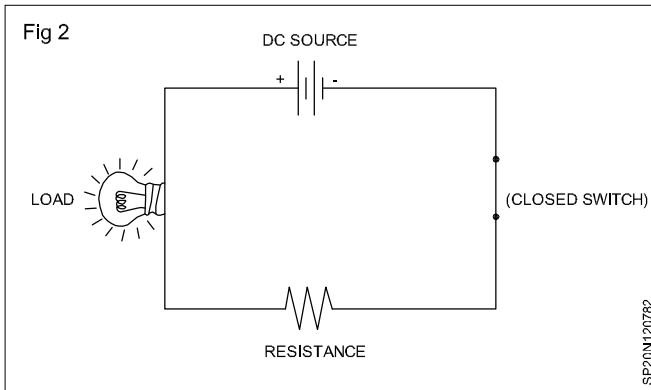 Fig 2
DC SOURCE
+ -
LOAD
(CLOSED SWITCH)
RESISTANCE
SP20N120782